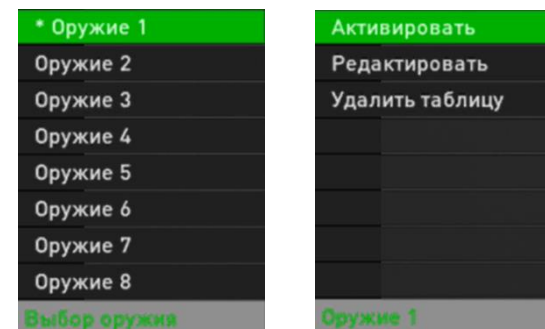 * Оружие 1
Оружие 2
Оружие 3
Оружие 4
Оружие 5
Оружие 6
Оружие 7
Оружие 8
Выбор оружия
Активировать
Редактировать
Удалить таблицу
Оружие 1